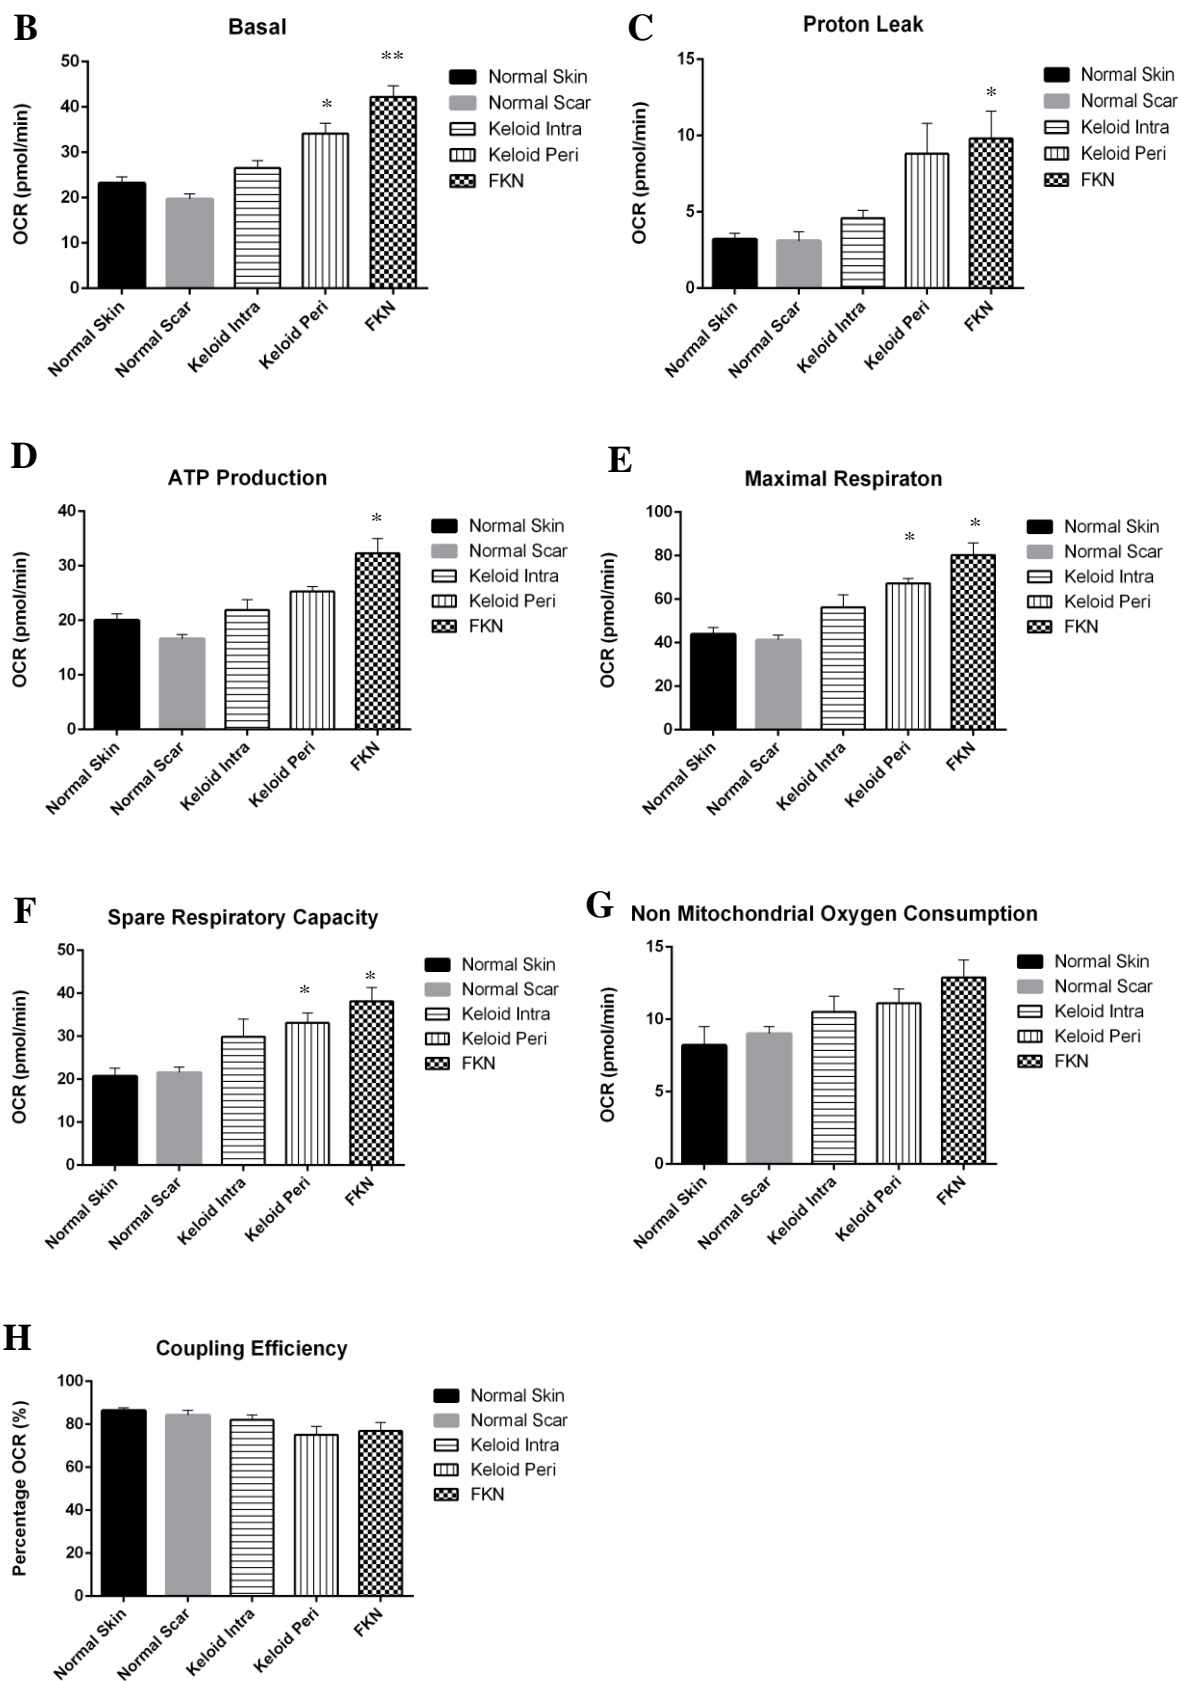 B
Basal
**
*
50
40
30
20
10
0
OCR (pmol/min)
Normal Skin
Normal Scar
Keloid Intra
Keloid Peri
FKN
Normal Skin
Normal Scar
Keloid Intra
Keloid Peri
FKN
C
Proton Leak
*
15
10
5
0
OCR (pmol/min)
Normal Skin
Normal Scar
Keloid Intra
Keloid Peri
FKN
Normal Skin
Normal Scar
Keloid Intra
Keloid Peri
FKN
D
ATP Production
*
40
30
20
10
0
OCR (pmol/min)
Normal Skin
Normal Scar
Keloid Intra
Keloid Peri
FKN
Normal Skin
Normal Scar
Keloid Intra
Keloid Peri
FKN
E
Maximal Respiraton
*
*
100
80
60
40
20
0
OCR (pmol/min)
Normal Skin
Normal Scar
Keloid Intra
Keloid Peri
FKN
Normal Skin
Normal Scar
Keloid Intra
Keloid Peri
FKN
F
Spare Respiratory Capacity
*
*
50
40
30
20
10
0
OCR (pmol/min)
Normal Skin
Normal Scar
Keloid Intra
Keloid Peri
FKN
Normal Skin
Normal Scar
Keloid Intra
Keloid Peri
FKN
G
Non Mitochondrial Oxygen Consumption
15
10
5
0
OCR (pmol/min)
Normal Skin
Normal Scar
Keloid Intra
Keloid Peri
FKN
Normal Skin
Normal Scar
Keloid Intra
Keloid Peri
FKN
H
Coupling Efficiency
100
80
60
40
20
0
Percentage OCR (%)
Normal Skin
Normal Scar
Keloid Intra
Keloid Peri
FKN
Normal Skin
Normal Scar
Keloid Intra
Keloid Peri
FKN